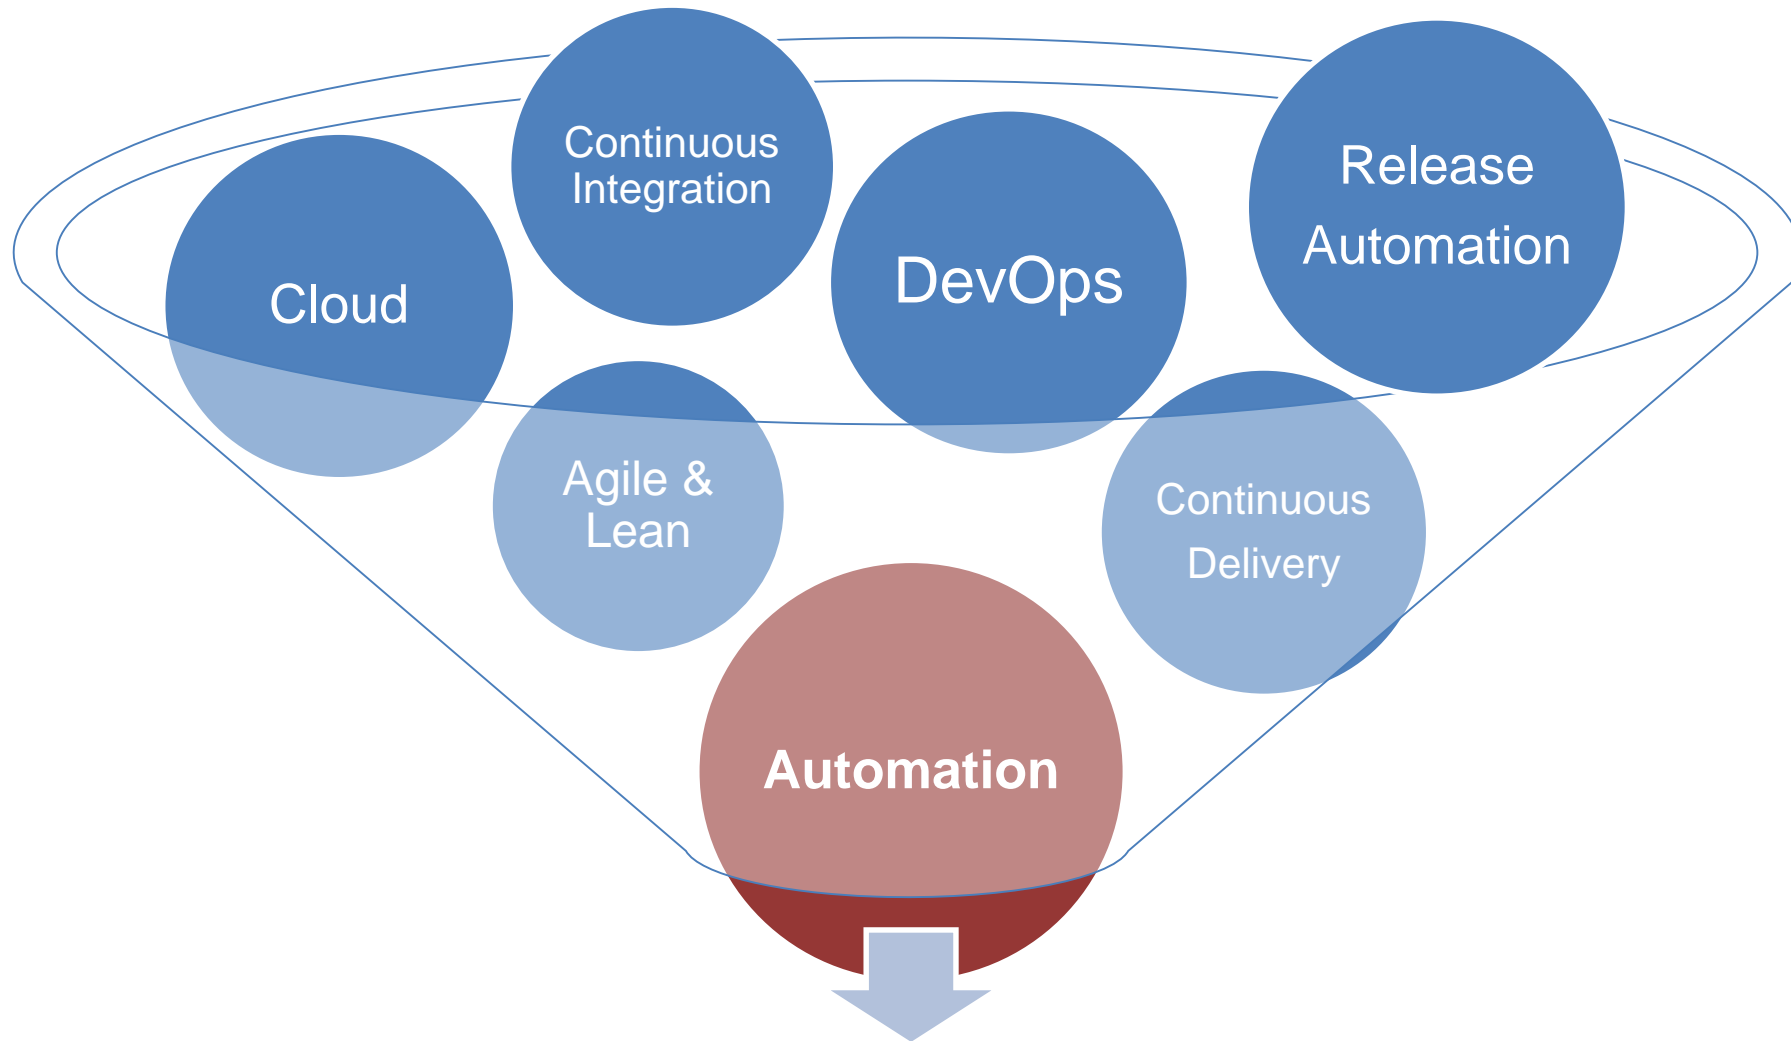 Continuous
Integration
Release
Automation
Cloud
DevOps
Agile &
Lean
Continuous
Delivery
Automation